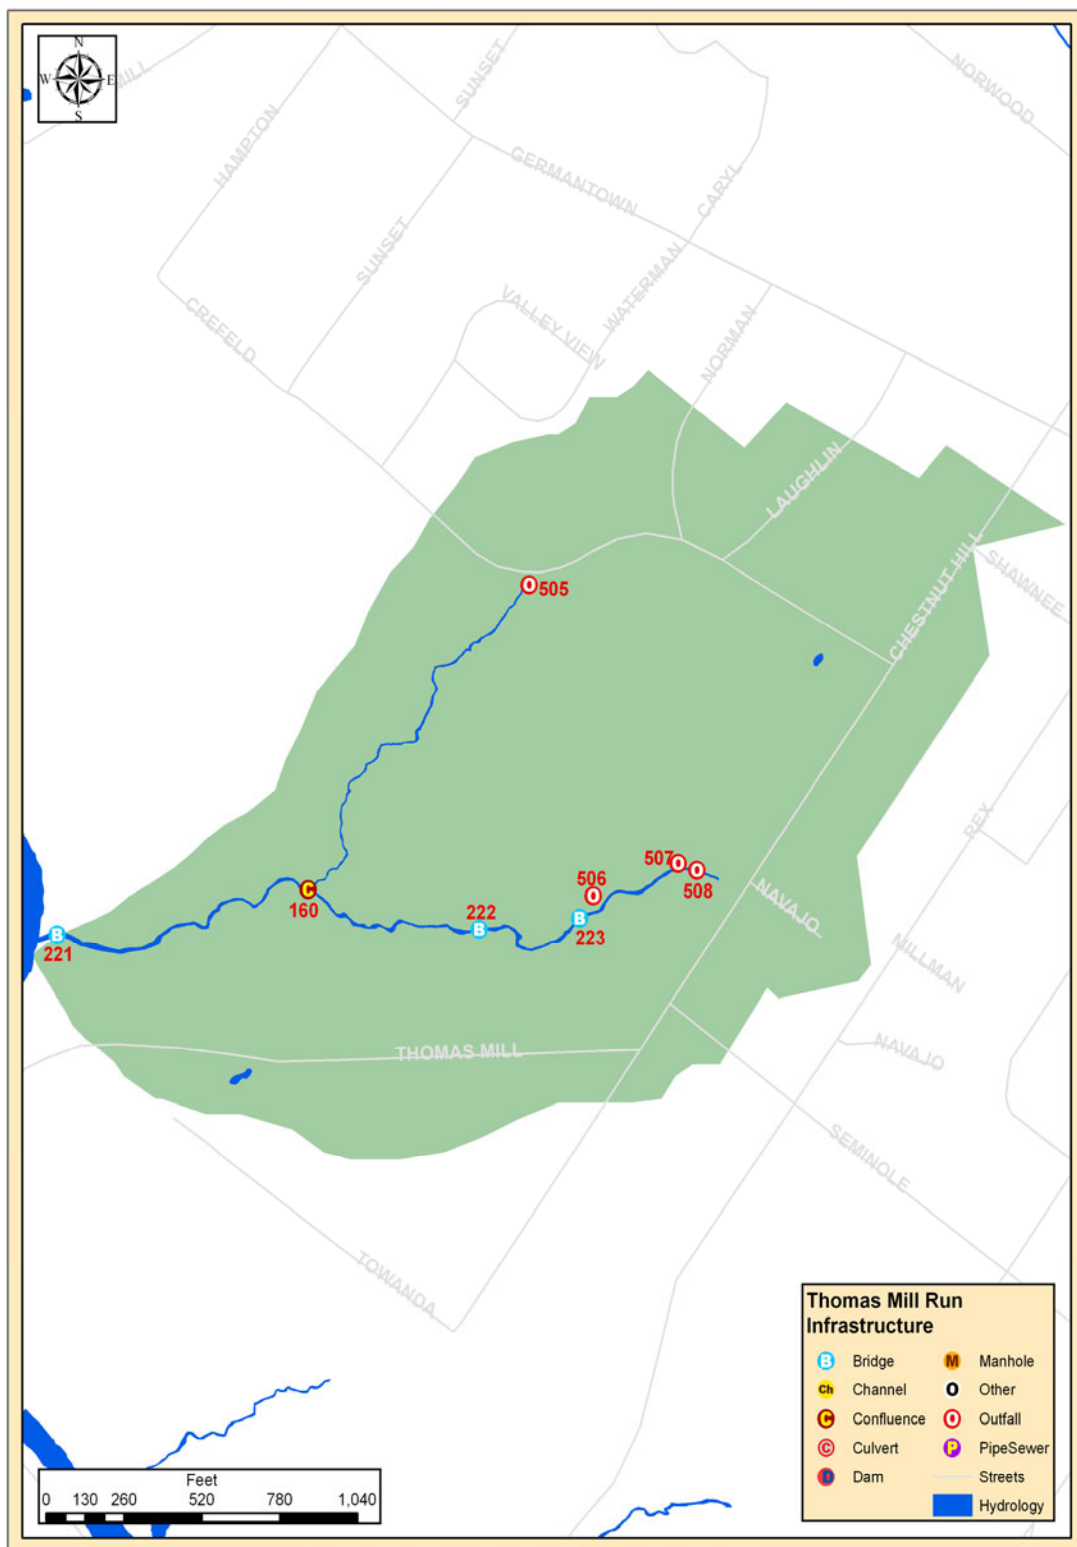 N
W E
S
MILL
HAMPTON
SUNSET
NORWOOD
GERMANTOWN
CARYL
SUNSET
WATERMAN
VALLEY VIEW
CREFELD
NORMAN
LAUGHLIN
CHESTNUT HILL
SHAWNEE
505
REX
507
506
508
NAVAJO
160
222
223
221
MILLMAN
NAVAJO
THOMAS MILL
SEMINOLE
TOWANDA
B
B
B
C
O
O
O
O
Thomas Mill Run
Infrastructure
B Bridge
M Manhole
Ch Channel
O Other
C Confluence
O Outfall
C Culvert
P PipeSewer
D Dam
Streets
Hydrology
Feet
0 130 260 520 780 1,040